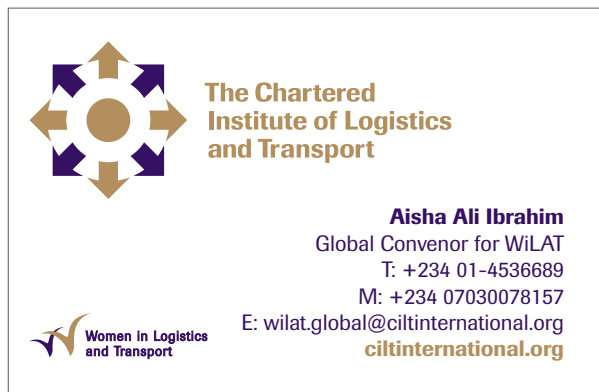 The Chartered
Institute of Logistics
and Transport
Aisha Ali Ibrahim
Global Convenor for WiLAT
T: +234 01-4536689
M: +234 07030078157
E: wilat.global@ciltinternational.org
ciltinternational.org
Women in Logistics
and Transport